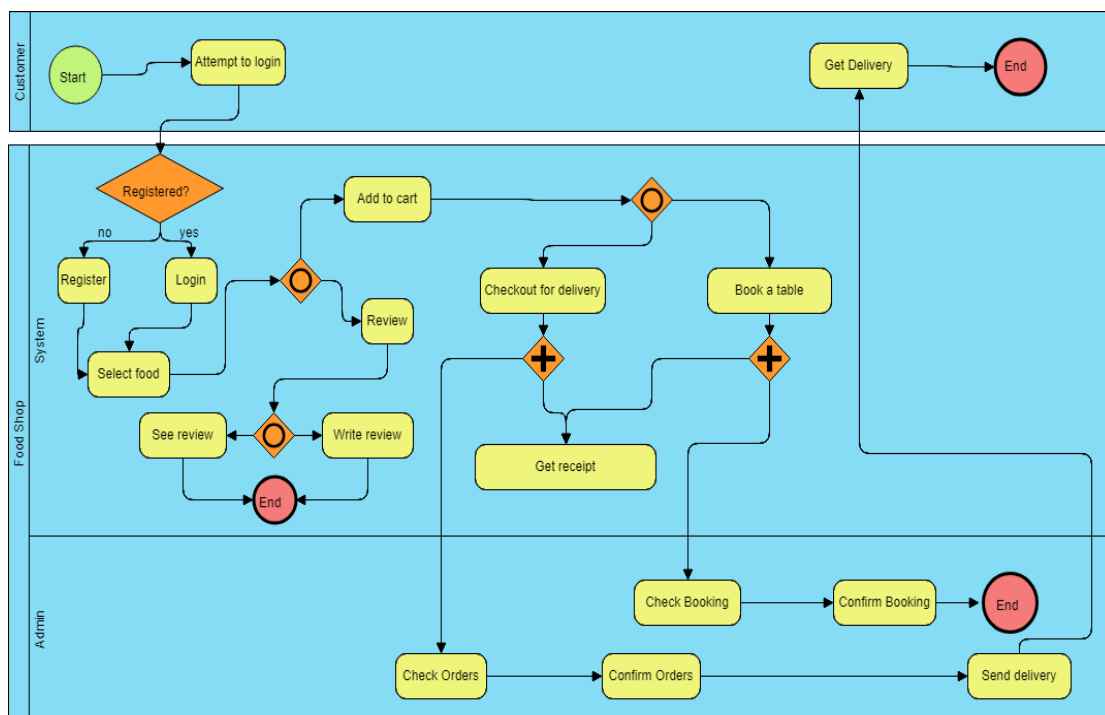 Customer
Start
Attempt to login
Get Delivery
End
Food Shop
System
Registered?
no
yes
Register
Login
Select food
Add to cart
Review
See review
Write review
End
Checkout for delivery
Book a table
Get receipt
Admin
Check Booking
Confirm Booking
End
Check Orders
Confirm Orders
Send delivery